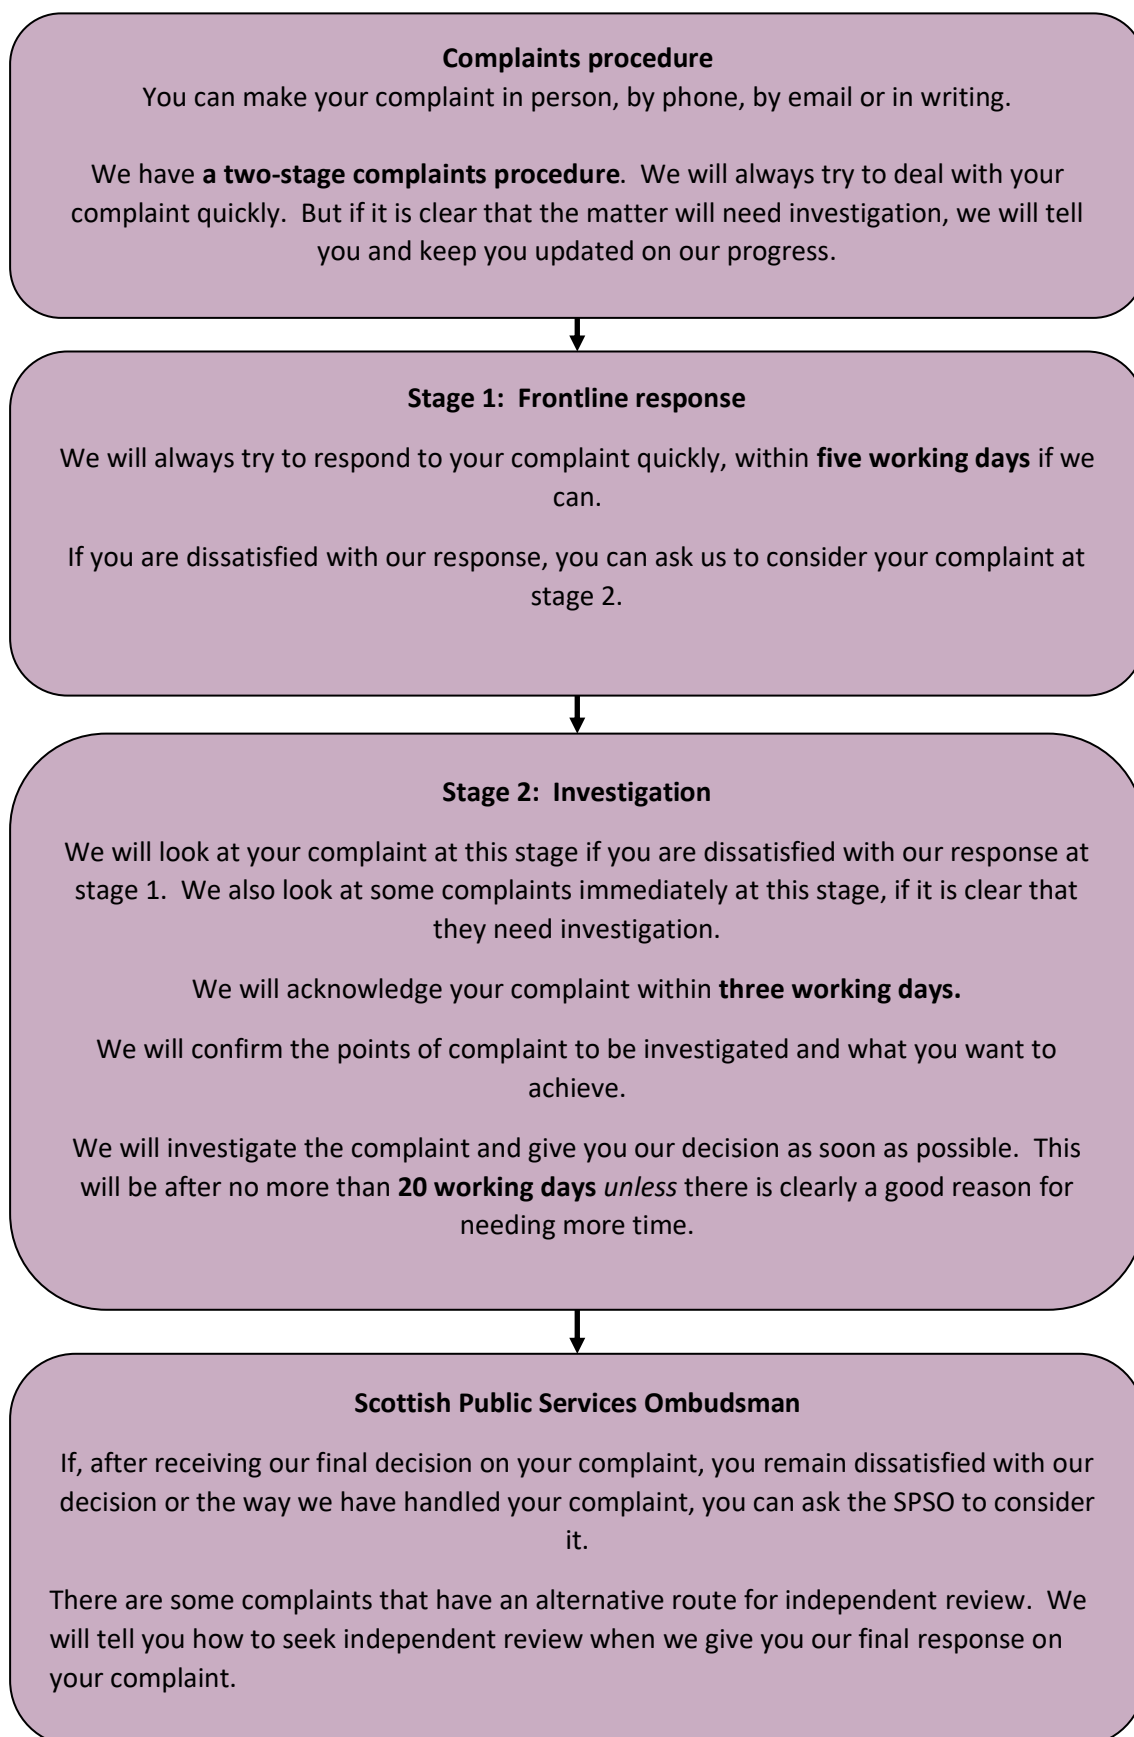 Complaints procedure
You can make your complaint in person, by phone, by email or in writing.
We have a two-stage complaints procedure.  We will always try to deal with your
complaint quickly.  But if it is clear that the matter will need investigation, we will tell
you and keep you updated on our progress.
Stage 1:  Frontline response
We will always try to respond to your complaint quickly, within five working days if we
can.
If you are dissatisfied with our response, you can ask us to consider your complaint at
stage 2.
Stage 2:  Investigation
We will look at your complaint at this stage if you are dissatisfied with our response at
stage 1.  We also look at some complaints immediately at this stage, if it is clear that
they need investigation.
We will acknowledge your complaint within three working days.
We will confirm the points of complaint to be investigated and what you want to
achieve.
We will investigate the complaint and give you our decision as soon as possible.  This
will be after no more than 20 working days unless there is clearly a good reason for
needing more time.
Scottish Public Services Ombudsman
If, after receiving our final decision on your complaint, you remain dissatisfied with our
decision or the way we have handled your complaint, you can ask the SPSO to consider
it.
There are some complaints that have an alternative route for independent review.  We
will tell you how to seek independent review when we give you our final response on
your complaint.